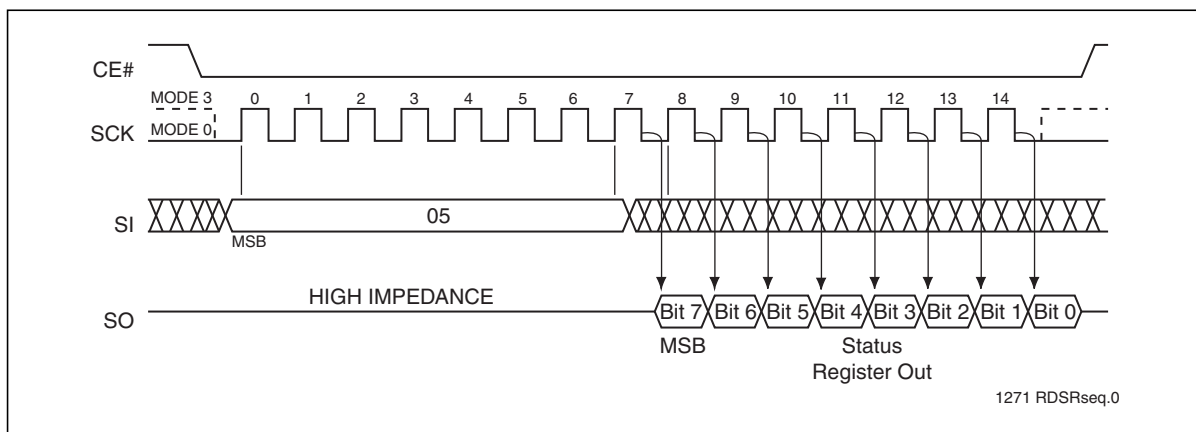 CE#
MODE 3 0 1 2 3 4 5 6 7 8 9 10 11 12 13 14
SCK MODE 0
SI 05
MSB
HIGH IMPEDANCE
SO Bit 7 Bit 6 Bit 5 Bit 4 Bit 3 Bit 2 Bit 1 Bit 0
MSB Status
Register Out
1271 RDSRseq.0